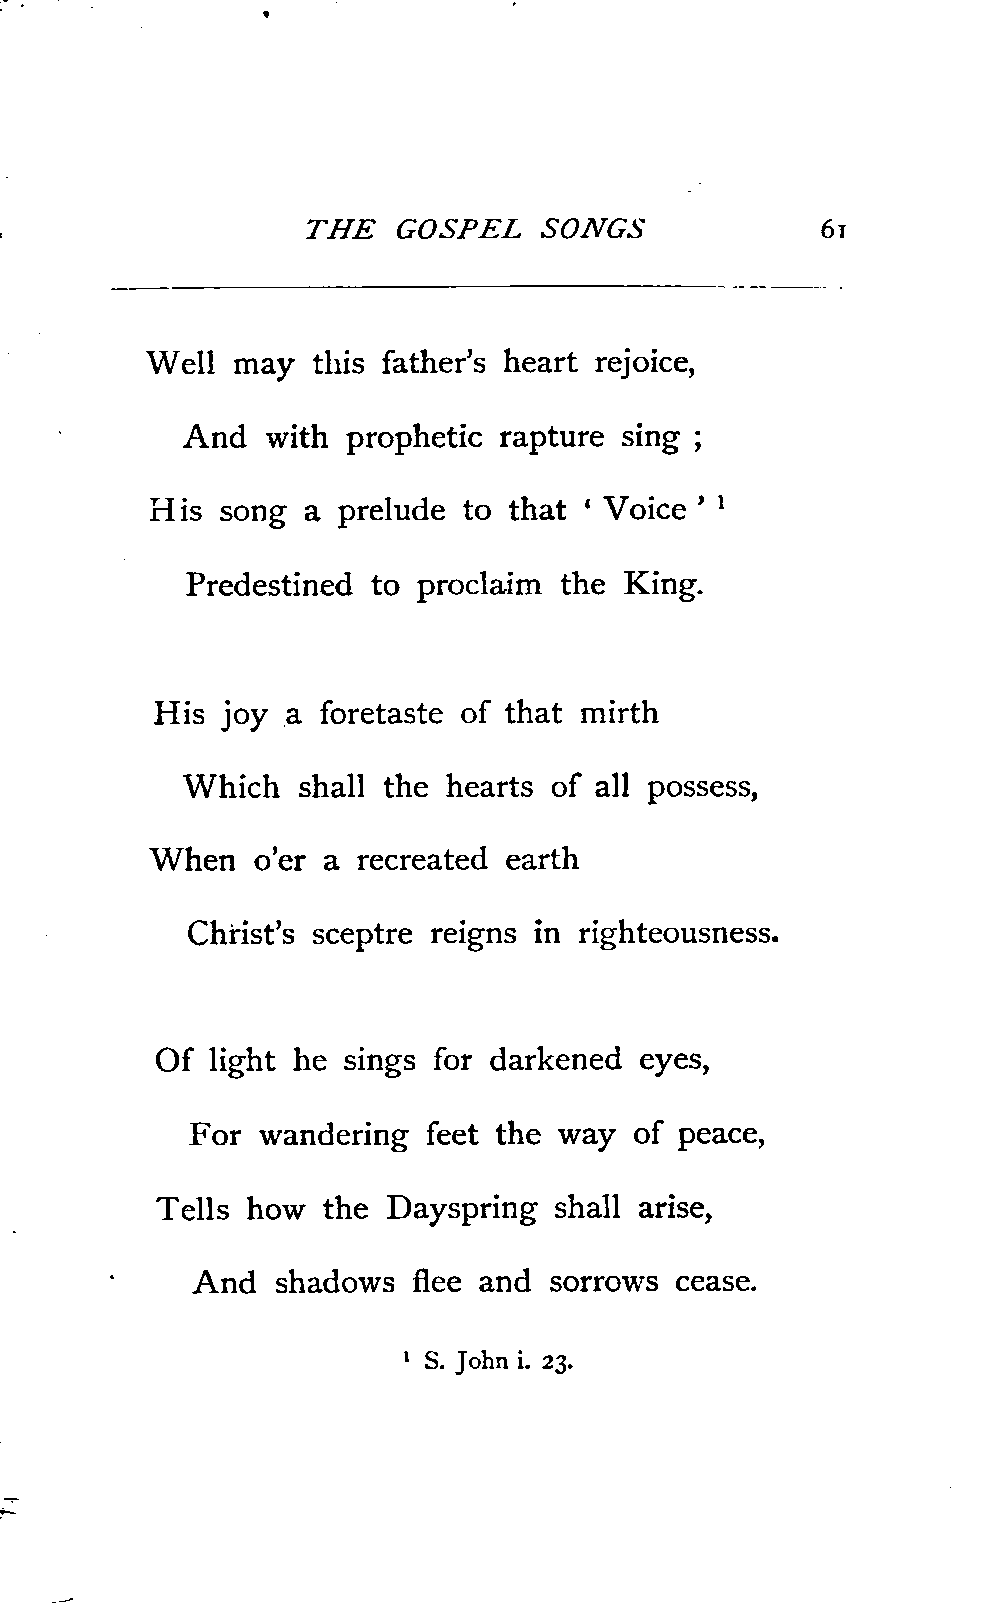 THE GOSPEL SONGS 61
Well may this father's heart rejoice,
And with prophetic rapture sing ;
His song a prelude to that ‘ Voice ’ ¹
Predestined to proclaim the King.
His joy a foretaste of that mirth
Which shall the hearts of all possess,
When o'er a recreated earth
Christ's sceptre reigns in righteousness.
Of light he sings for darkened eyes,
For wandering feet the way of peace,
Tells how the Dayspring shall arise,
And shadows flee and sorrows cease.
¹ S. John i. 23.